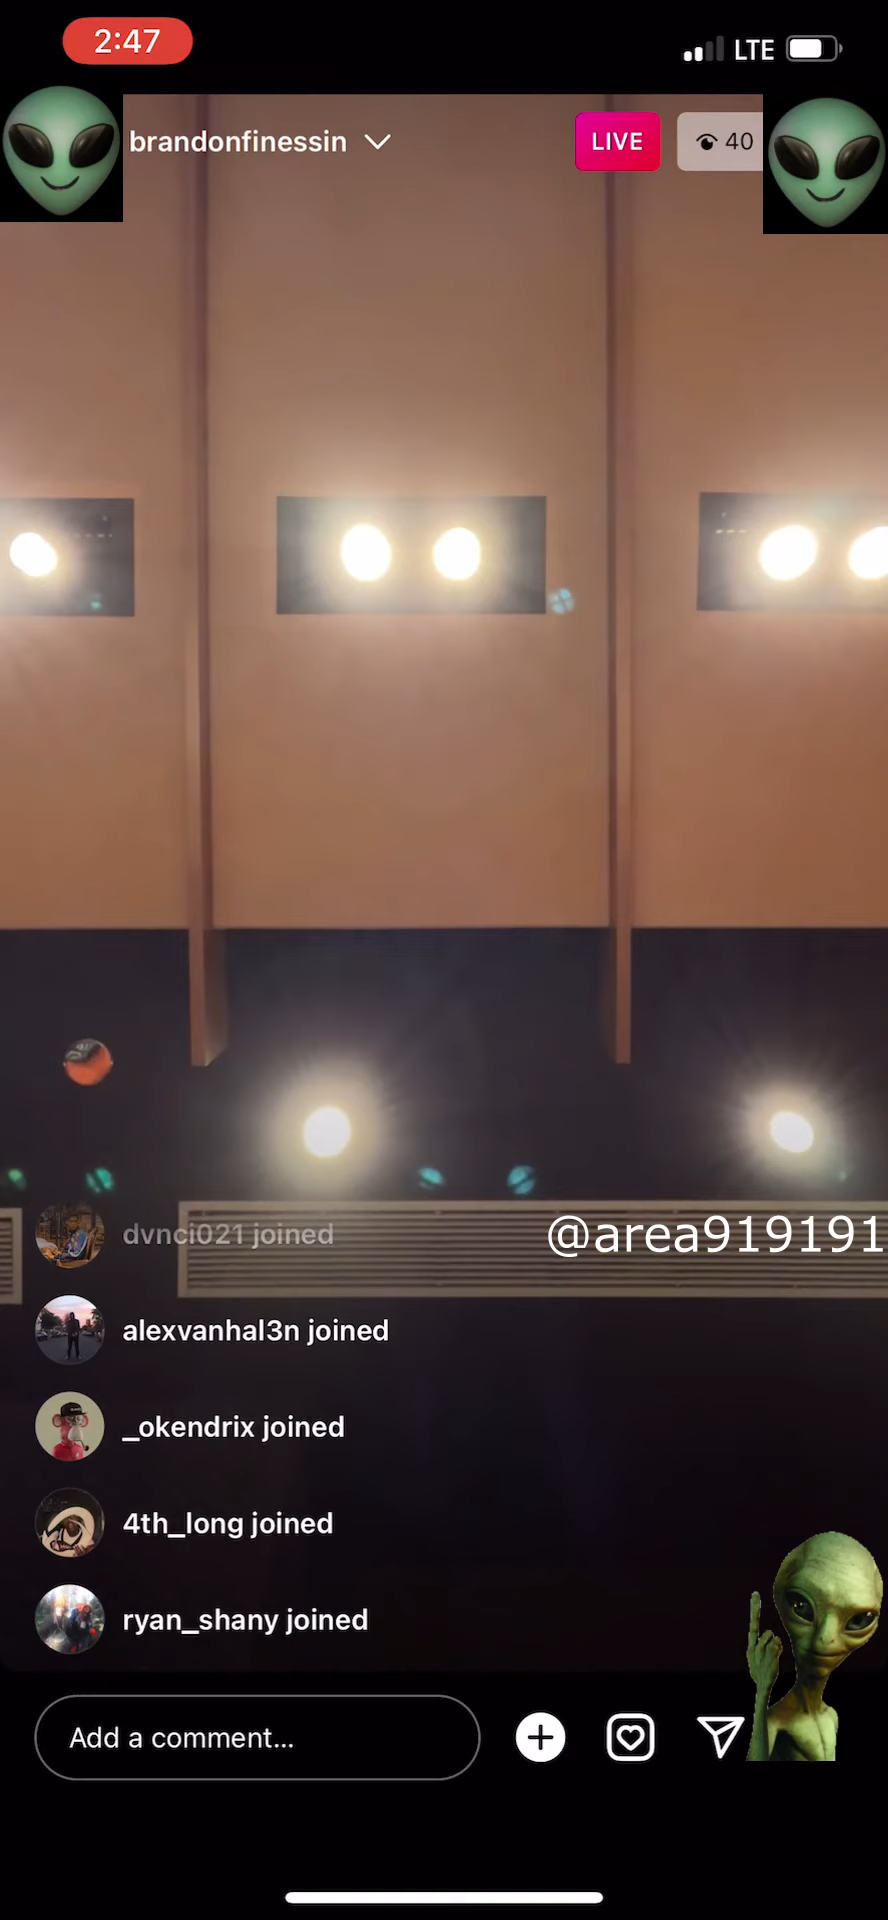 2:47
LTE
brandonfinessin
LIVE
40
dvnci021 joined
@area919191
alexvanhal3n joined
_okendrix joined
4th_long joined
ryan_shany joined
Add a comment...